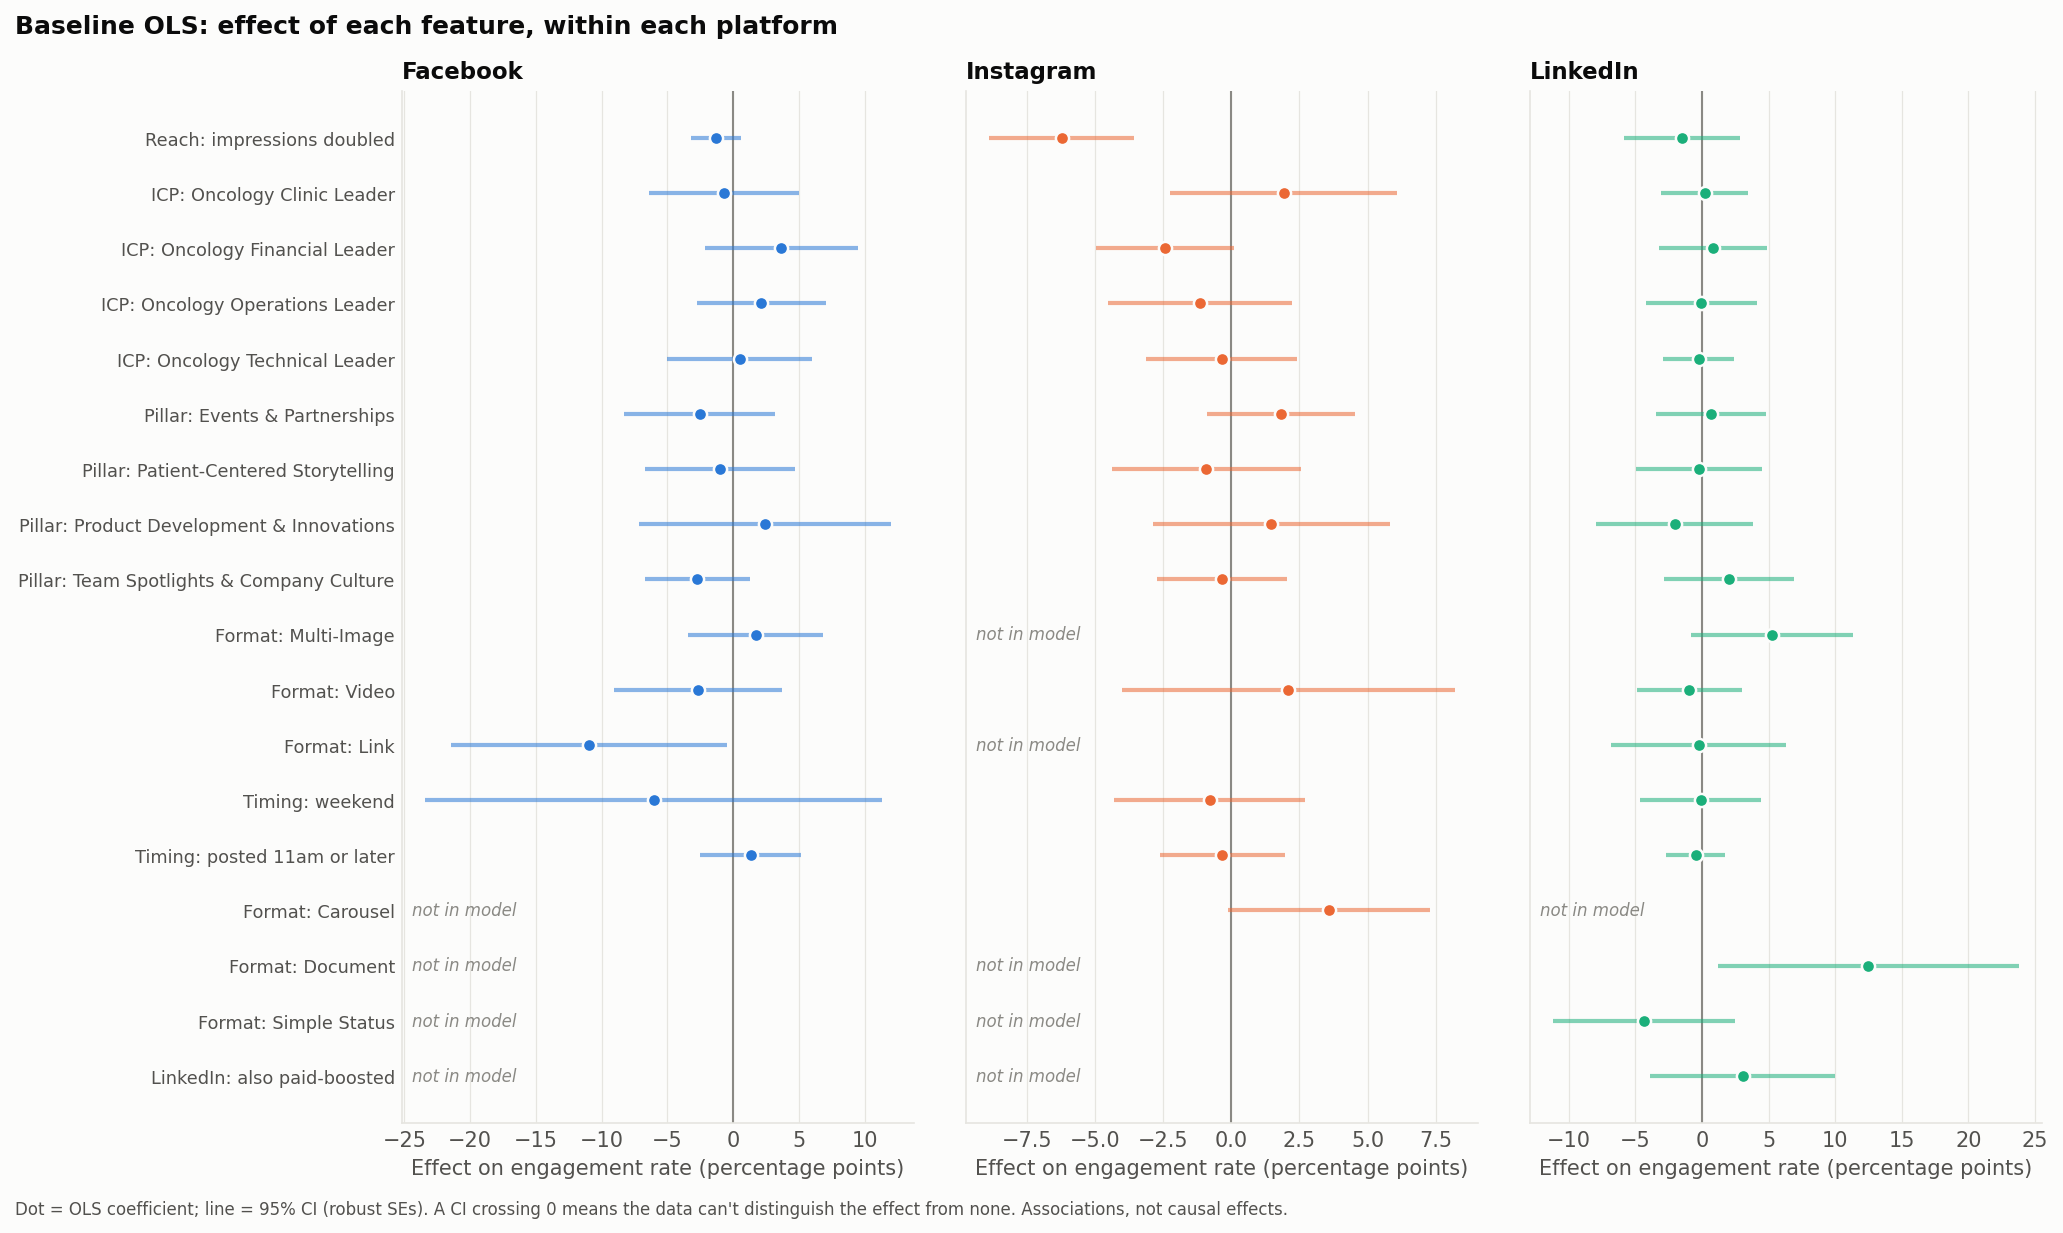 Baseline OLS: effect of each feature, within each platform
Facebook
Instagram
LinkedIn
Reach: impressions doubled
ICP: Oncology Clinic Leader
ICP: Oncology Financial Leader
ICP: Oncology Operations Leader
ICP: Oncology Technical Leader
Pillar: Events & Partnerships
Pillar: Patient-Centered Storytelling
Pillar: Product Development & Innovations
Pillar: Team Spotlights & Company Culture
Format: Multi-Image
not in model
Format: Video
Format: Link
not in model
Timing: weekend
Timing: posted 11am or later
Format: Carousel
not in model
not in model
Format: Document
not in model
not in model
Format: Simple Status
not in model
not in model
LinkedIn: also paid-boosted
not in model
not in model
−25 −20 −15 −10 −5 0 5 10
−7.5 −5.0 −2.5 0.0 2.5 5.0 7.5
−10 −5 0 5 10 15 20 25
Effect on engagement rate (percentage points)
Effect on engagement rate (percentage points)
Effect on engagement rate (percentage points)
Dot = OLS coefficient; line = 95% CI (robust SEs). A CI crossing 0 means the data can't distinguish the effect from none. Associations, not causal effects.